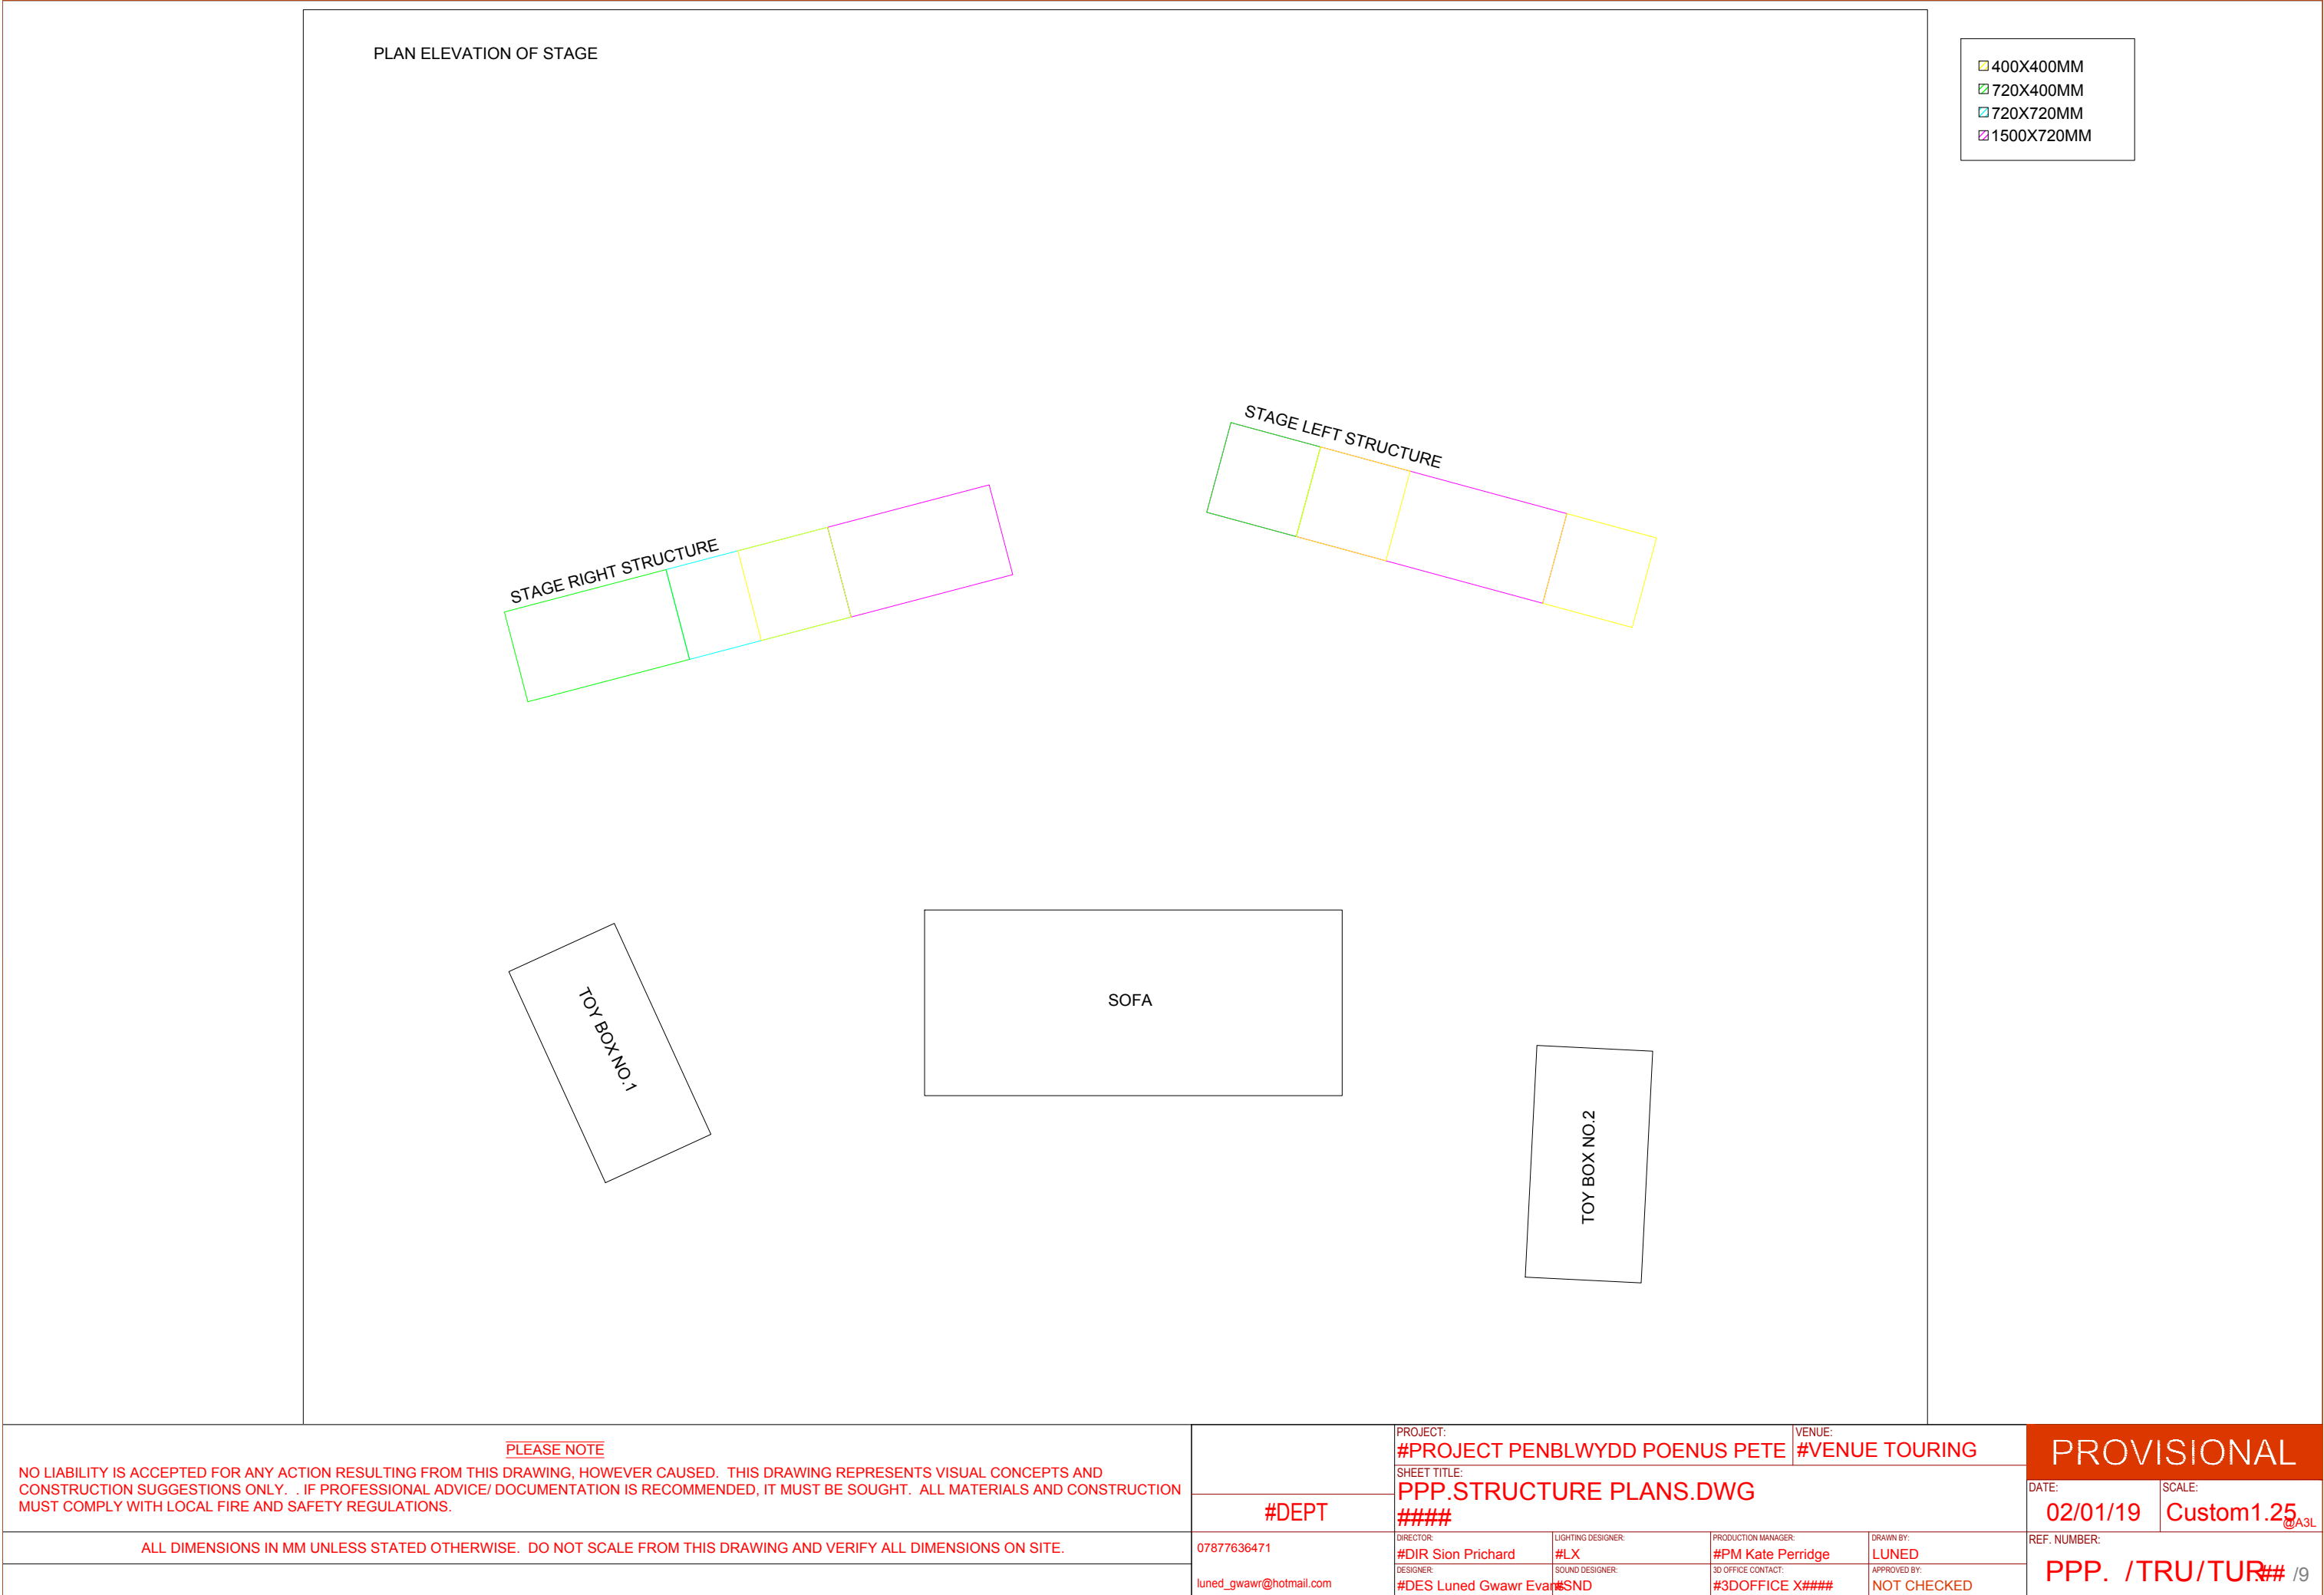 PLAN ELEVATION OF STAGE
400X400MM
720X400MM
720X720MM
1500X720MM
STAGE LEFT STRUCTURE
STAGE RIGHT STRUCTURE
TOY BOX NO.1
SOFA
TOY BOX NO.2
PLEASE NOTE
NO LIABILITY IS ACCEPTED FOR ANY ACTION RESULTING FROM THIS DRAWING, HOWEVER CAUSED. THIS DRAWING REPRESENTS VISUAL CONCEPTS AND
CONSTRUCTION SUGGESTIONS ONLY. . IF PROFESSIONAL ADVICE/ DOCUMENTATION IS RECOMMENDED, IT MUST BE SOUGHT. ALL MATERIALS AND CONSTRUCTION
MUST COMPLY WITH LOCAL FIRE AND SAFETY REGULATIONS.
ALL DIMENSIONS IN MM UNLESS STATED OTHERWISE. DO NOT SCALE FROM THIS DRAWING AND VERIFY ALL DIMENSIONS ON SITE.
#DEPT
07877636471
luned_gwawr@hotmail.com
PROJECT:
#PROJECT PENBLWYDD POENUS PETE
VENUE:
#VENUE TOURING
SHEET TITLE:
PPP.STRUCTURE PLANS.DWG
####
DIRECTOR:
#DIR Sion Prichard
LIGHTING DESIGNER:
#LX
PRODUCTION MANAGER:
#PM Kate Perridge
DRAWN BY:
LUNED
DESIGNER:
#DES Luned Gwawr Evans
SOUND DESIGNER:
#SND
3D OFFICE CONTACT:
#3DOFFICE X####
APPROVED BY:
NOT CHECKED
PROVISIONAL
DATE:
02/01/19
SCALE:
Custom1.25
@A3L
REF. NUMBER:
PPP. /TRU/TUR## /9